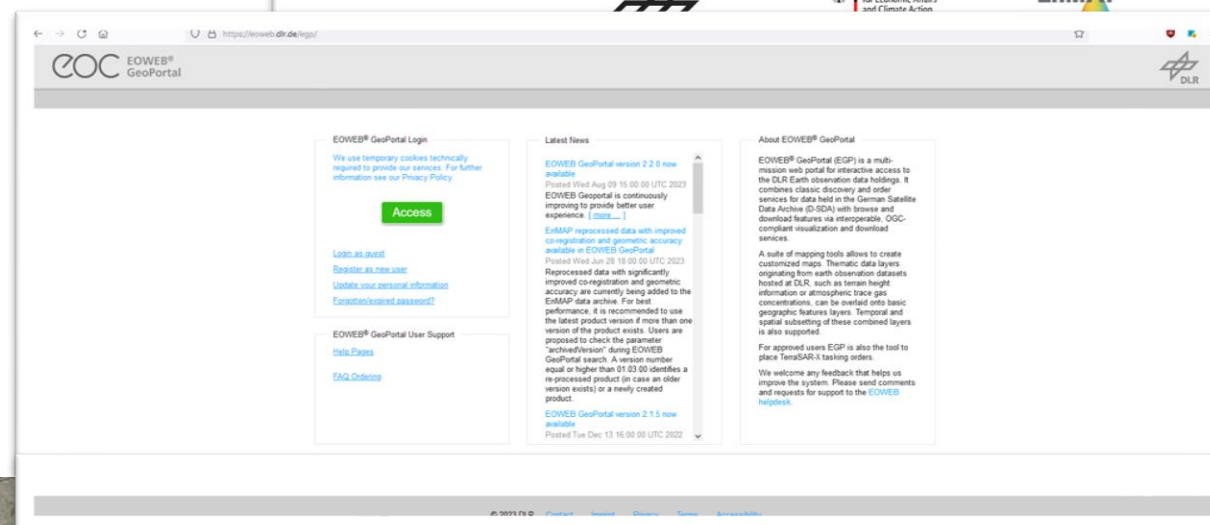 for Economic Affairs
and Climate Action
https://eoweb.dlr.de/egp/
eoc EOWEB®
GeoPortal
DLR
EOWEB® GeoPortal Login
We use temporary cookies technically
required to provide our services. For further
information see our Privacy Policy.
Access
Login as guest
Register as new user
Update your personal information
Forgotten/expired password?
EOWEB® GeoPortal User Support
Help Pages
FAQ Ordering
Latest News
EOWEB GeoPortal version 2.2.0 now
available
Posted Wed Aug 09 15:00:00 UTC 2023
EOWEB Geoportal is continuously
improving to provide better user
experience. [ more ... ]
EnMAP reprocessed data with improved
co-registration and geometric accuracy
available in EOWEB GeoPortal
Posted Wed Jun 28 18:00:00 UTC 2023
Reprocessed data with significantly
improved co-registration and geometric
accuracy are currently being added to the
EnMAP data archive. For best
performance, it is recommended to use
the latest product version if more than one
version of the product exists. Users are
proposed to check the parameter
"archivedVersion" during EOWEB
GeoPortal search. A version number
equal or higher than 01.03.00 identifies a
re-processed product (in case an older
version exists) or a newly created
product.
EOWEB GeoPortal version 2.1.5 now
available
Posted Tue Dec 13 16:00:00 UTC 2022
About EOWEB® GeoPortal
EOWEB® GeoPortal (EGP) is a multi-
mission web portal for interactive access to
the DLR Earth observation data holdings. It
combines classic discovery and order
services for data held in the German Satellite
Data Archive (D-SDA) with browse and
download features via interoperable, OGC-
compliant visualization and download
services.
A suite of mapping tools allows to create
customized maps. Thematic data layers
originating from earth observation datasets
hosted at DLR, such as terrain height
information or atmospheric trace gas
concentrations, can be overlaid onto basic
geographic features layers. Temporal and
spatial subsetting of these combined layers
is also supported.
For approved users EGP is also the tool to
place TerraSAR-X tasking orders.
We welcome any feedback that helps us
improve the system. Please send comments
and requests for support to the EOWEB
helpdesk.
© 2023 DLR Contact Imprint Privacy Terms Accessibility